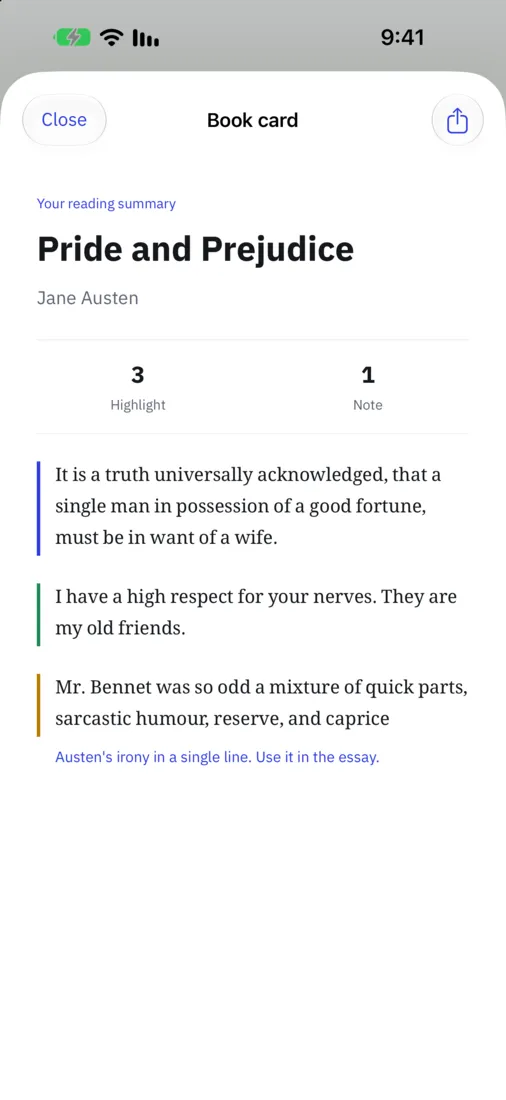 9:41
Close
Book card
Your reading summary
Pride and Prejudice
Jane Austen
3
Highlight
1
Note
It is a truth universally acknowledged, that a
single man in possession of a good fortune,
must be in want of a wife.
I have a high respect for your nerves. They are
my old friends.
Mr. Bennet was so odd a mixture of quick parts,
sarcastic humour, reserve, and caprice
Austen's irony in a single line. Use it in the essay.